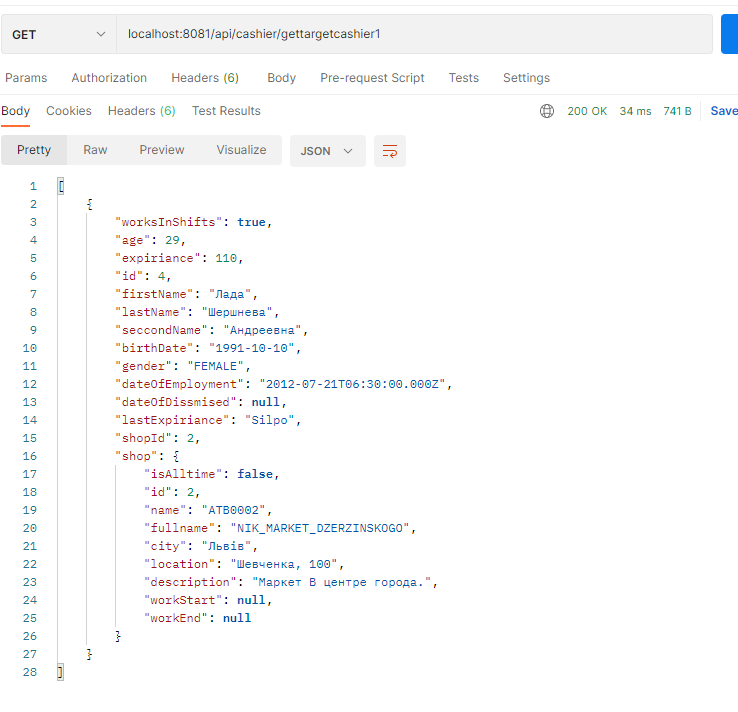 GET localhost:8081/api/cashier/gettargetcashier1
Params Authorization Headers (6) Body Pre-request Script Tests Settings
Body Cookies Headers (6) Test Results 200 OK 34 ms 741 B Save
Pretty Raw Preview Visualize JSON
1 [
2 {
3 "worksInShifts": true,
4 "age": 29,
5 "expiriance": 110,
6 "id": 4,
7 "firstName": "Лада",
8 "lastName": "Шершнева",
9 "seccondName": "Андреевна",
10 "birthDate": "1991-10-10",
11 "gender": "FEMALE",
12 "dateOfEmployment": "2012-07-21T06:30:00.000Z",
13 "dateOfDissmised": null,
14 "lastExpiriance": "Silpo",
15 "shopId": 2,
16 "shop": {
17 "isAlltime": false,
18 "id": 2,
19 "name": "ATB0002",
20 "fullname": "NIK_MARKET_DZERZINSKOGO",
21 "city": "Львів",
22 "location": "Шевченка, 100",
23 "description": "Маркет В центре города.",
24 "workStart": null,
25 "workEnd": null
26 }
27 }
28 ]